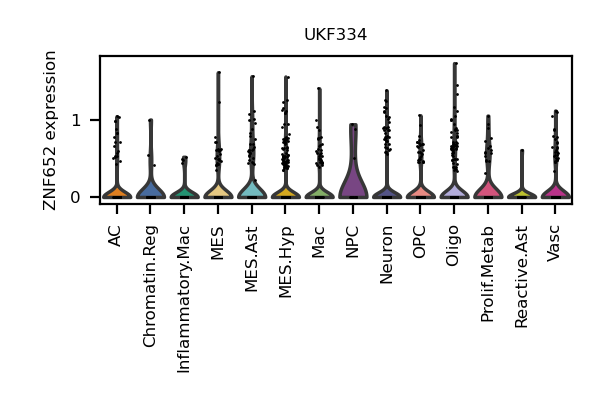 UKF334
ZNF652 expression
1
0
AC
Chromatin.Reg
Inflammatory.Mac
MES
MES.Ast
MES.Hyp
Mac
NPC
Neuron
OPC
Oligo
Prolif.Metab
Reactive.Ast
Vasc